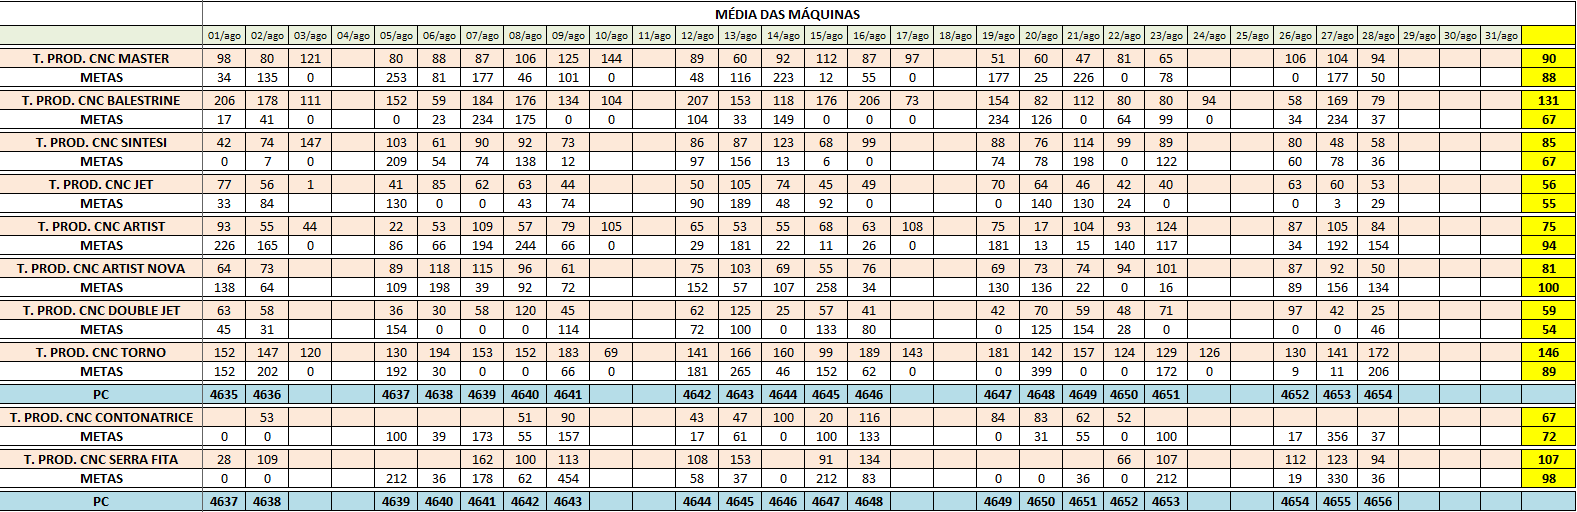 MÉDIA DAS MÁQUINAS
01/ago 02/ago 03/ago 04/ago 05/ago 06/ago 07/ago 08/ago 09/ago 10/ago 11/ago 12/ago 13/ago 14/ago 15/ago 16/ago 17/ago 18/ago 19/ago 20/ago 21/ago 22/ago 23/ago 24/ago 25/ago 26/ago 27/ago 28/ago 29/ago 30/ago 31/ago
T. PROD. CNC MASTER 98 80 121 80 88 87 106 125 144 89 60 92 112 87 97 51 60 47 81 65 106 104 94 90
METAS 34 135 0 253 81 177 46 101 0 48 116 223 12 55 0 177 25 226 0 78 0 177 50 88
T. PROD. CNC BALESTRINE 206 178 111 152 59 184 176 134 104 207 153 118 176 206 73 154 82 112 80 80 94 58 169 79 131
METAS 17 41 0 0 23 234 175 0 0 104 33 149 0 0 0 234 126 0 64 99 0 34 234 37 67
T. PROD. CNC SINTESI 42 74 147 103 61 90 92 73 86 87 123 68 99 88 76 114 99 89 80 48 58 85
METAS 0 7 0 209 54 74 138 12 97 156 13 6 0 74 78 198 0 122 60 78 36 67
T. PROD. CNC JET 77 56 1 41 85 62 63 44 50 105 74 45 49 70 64 46 42 40 63 60 53 56
METAS 33 84 130 0 0 43 74 90 189 48 92 0 0 140 130 24 0 0 3 29 55
T. PROD. CNC ARTIST 93 55 44 22 53 109 57 79 105 65 53 55 68 63 108 75 17 104 93 124 87 105 84 75
METAS 226 165 0 86 66 194 244 66 0 29 181 22 11 26 0 181 13 15 140 117 34 192 154 94
T. PROD. CNC ARTIST NOVA 64 73 89 118 115 96 61 75 103 69 55 76 69 73 74 94 101 87 92 50 81
METAS 138 64 109 198 39 92 72 152 57 107 258 34 130 136 22 0 16 89 156 134 100
T. PROD. CNC DOUBLE JET 63 58 36 30 58 120 45 62 125 25 57 41 42 70 59 48 71 97 42 25 59
METAS 45 31 154 0 0 0 114 72 100 0 133 80 0 125 154 28 0 0 0 46 54
T. PROD. CNC TORNO 152 147 120 130 194 153 152 183 69 141 166 160 99 189 143 181 142 157 124 129 126 130 141 172 146
METAS 152 202 0 192 30 0 0 66 0 181 265 46 152 62 0 0 399 0 0 172 0 9 11 206 89
PC 4635 4636 4637 4638 4639 4640 4641 4642 4643 4644 4645 4646 4647 4648 4649 4650 4651 4652 4653 4654
T. PROD. CNC CONTONATRICE 53 51 90 43 47 100 20 116 84 83 62 52 67
METAS 0 0 100 39 173 55 157 17 61 0 100 133 0 31 55 0 100 17 356 37 72
T. PROD. CNC SERRA FITA 28 109 162 100 113 108 153 91 134 66 107 112 123 94 107
METAS 0 0 212 36 178 62 454 58 37 0 212 83 0 0 36 0 212 19 330 36 98
PC 4637 4638 4639 4640 4641 4642 4643 4644 4645 4646 4647 4648 4649 4650 4651 4652 4653 4654 4655 4656